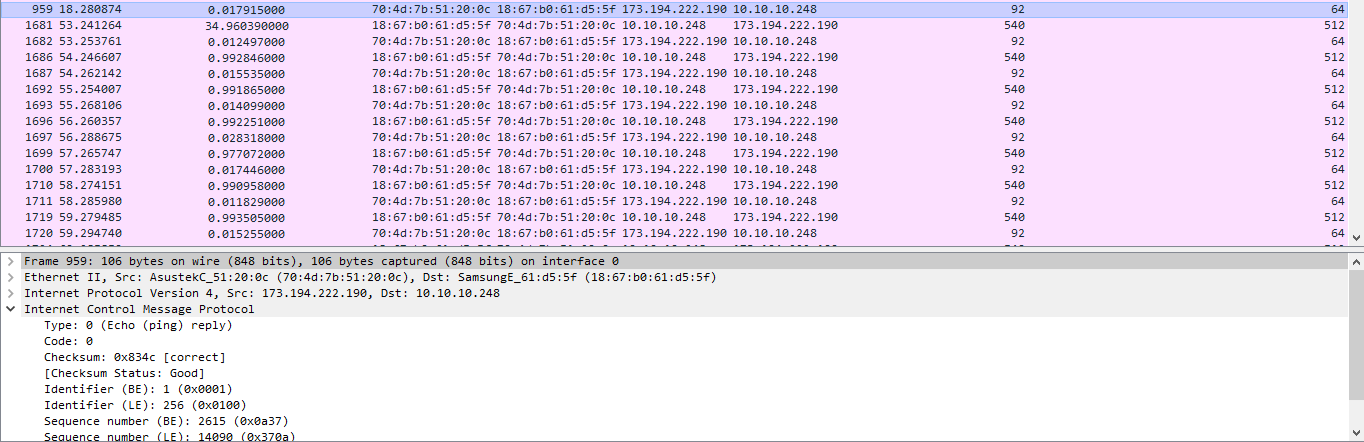 959 18.280874 0.017915000 70:4d:7b:51:20:0c 18:67:b0:61:d5:5f 173.194.222.190 10.10.10.248 92 64
1681 53.241264 34.960390000 18:67:b0:61:d5:5f 70:4d:7b:51:20:0c 10.10.10.248 173.194.222.190 540 512
1682 53.253761 0.012497000 70:4d:7b:51:20:0c 18:67:b0:61:d5:5f 173.194.222.190 10.10.10.248 92 64
1686 54.246607 0.992846000 18:67:b0:61:d5:5f 70:4d:7b:51:20:0c 10.10.10.248 173.194.222.190 540 512
1687 54.262142 0.015535000 70:4d:7b:51:20:0c 18:67:b0:61:d5:5f 173.194.222.190 10.10.10.248 92 64
1692 55.254007 0.991865000 18:67:b0:61:d5:5f 70:4d:7b:51:20:0c 10.10.10.248 173.194.222.190 540 512
1693 55.268106 0.014099000 70:4d:7b:51:20:0c 18:67:b0:61:d5:5f 173.194.222.190 10.10.10.248 92 64
1696 56.260357 0.992251000 18:67:b0:61:d5:5f 70:4d:7b:51:20:0c 10.10.10.248 173.194.222.190 540 512
1697 56.288675 0.028318000 70:4d:7b:51:20:0c 18:67:b0:61:d5:5f 173.194.222.190 10.10.10.248 92 64
1699 57.265747 0.977072000 18:67:b0:61:d5:5f 70:4d:7b:51:20:0c 10.10.10.248 173.194.222.190 540 512
1700 57.283193 0.017446000 70:4d:7b:51:20:0c 18:67:b0:61:d5:5f 173.194.222.190 10.10.10.248 92 64
1710 58.274151 0.990958000 18:67:b0:61:d5:5f 70:4d:7b:51:20:0c 10.10.10.248 173.194.222.190 540 512
1711 58.285980 0.011829000 70:4d:7b:51:20:0c 18:67:b0:61:d5:5f 173.194.222.190 10.10.10.248 92 64
1719 59.279485 0.993505000 18:67:b0:61:d5:5f 70:4d:7b:51:20:0c 10.10.10.248 173.194.222.190 540 512
1720 59.294740 0.015255000 70:4d:7b:51:20:0c 18:67:b0:61:d5:5f 173.194.222.190 10.10.10.248 92 64
Frame 959: 106 bytes on wire (848 bits), 106 bytes captured (848 bits) on interface 0
Ethernet II, Src: AsustekC_51:20:0c (70:4d:7b:51:20:0c), Dst: SamsungE_61:d5:5f (18:67:b0:61:d5:5f)
Internet Protocol Version 4, Src: 173.194.222.190, Dst: 10.10.10.248
Internet Control Message Protocol
Type: 0 (Echo (ping) reply)
Code: 0
Checksum: 0x834c [correct]
[Checksum Status: Good]
Identifier (BE): 1 (0x0001)
Identifier (LE): 256 (0x0100)
Sequence number (BE): 2615 (0x0a37)
Sequence number (LE): 14090 (0x370a)